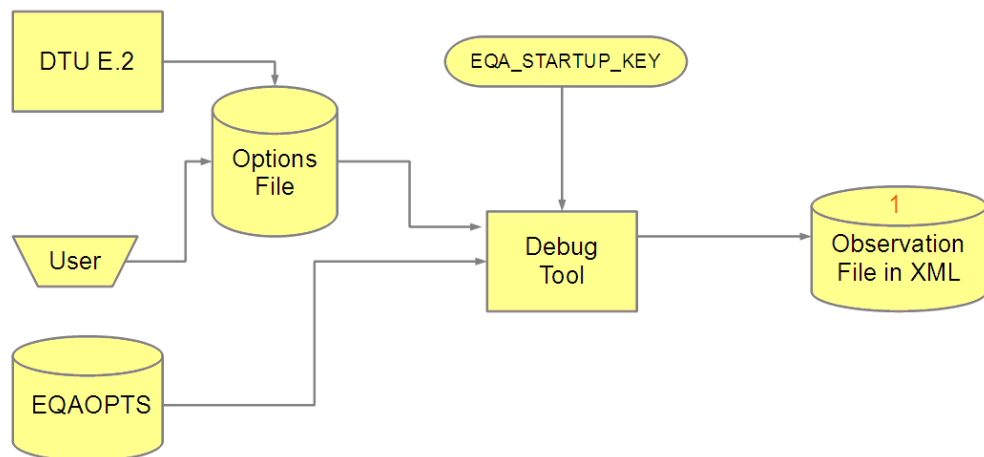 DTU E.2
EQA_STARTUP_KEY
Options
File
User
Debug
Tool
1
Observation
File in XML
EQAOPTS